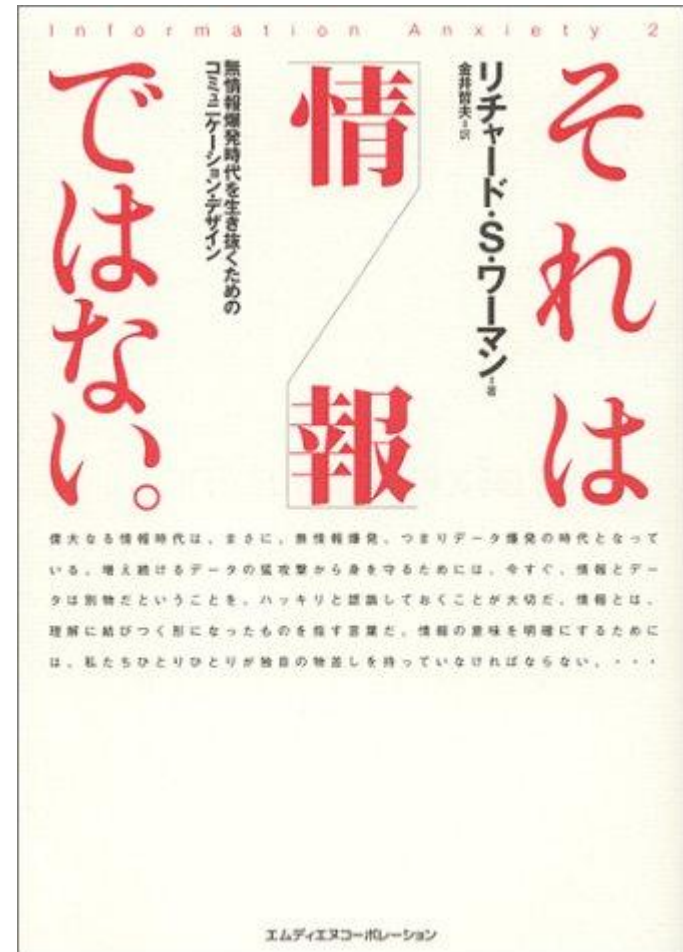 Information Anxiety 2
それは
情報
ではない。
リチャード・S・ワーマン=著
金井哲夫=訳
無情報爆発時代を生き抜くための
コミュニケーション・デザイン
偉大なる情報時代は、まさに、無情報爆発、つまりデータ爆発の時代となって
いる。増え続けるデータの猛攻撃から身を守るためには、今すぐ、情報とデー
タは別物だということを、ハッキリと認識しておくことが大切だ。情報とは、
理解に結びつく形になったものを指す言葉だ。情報の意味を明確にするために
は、私たちひとりひとりが独自の物差しを持っていなければならない。・・・
エムディエヌコーポレーション